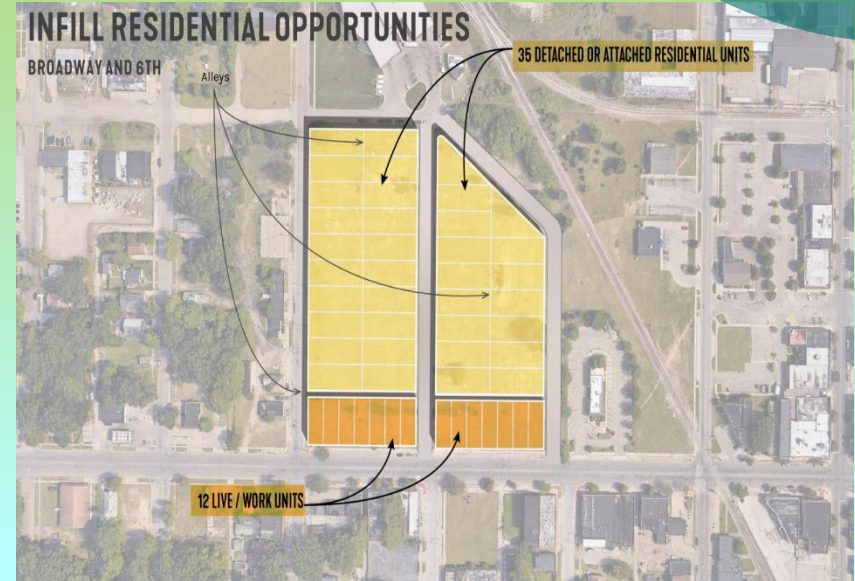 INFILL RESIDENTIAL OPPORTUNITIES
BROADWAY AND 6TH
Alleys
35 DETACHED OR ATTACHED RESIDENTIAL UNITS
12 LIVE / WORK UNITS